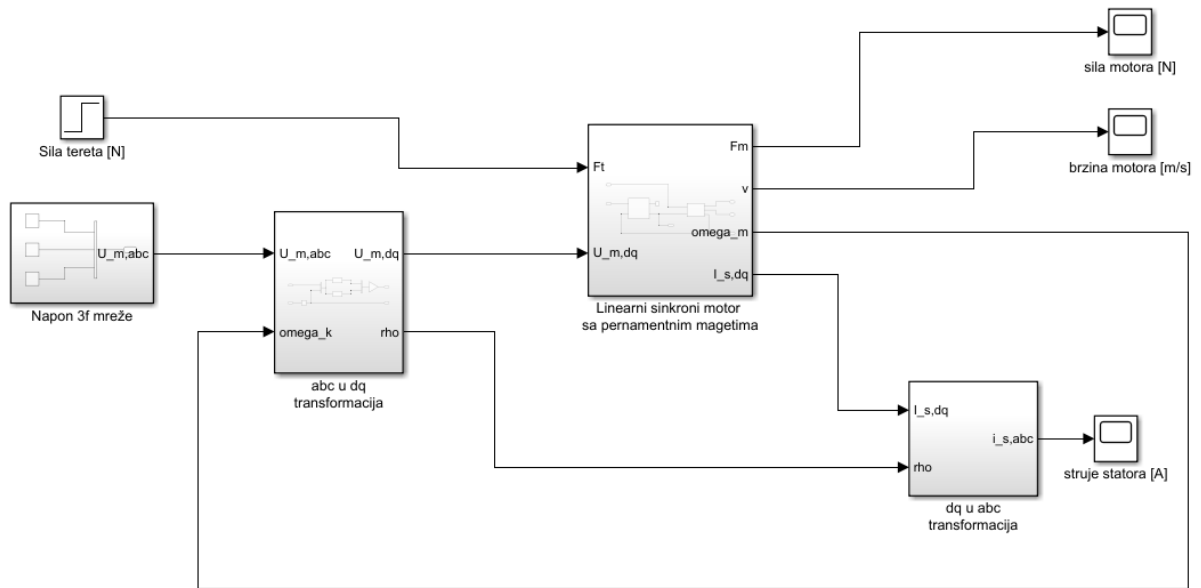 sila motora [N]
Sila tereta [N]
brzina motora [m/s]
Ft
Fm
v
omega_m
U_m,dq
I_s,dq
Linearni sinkroni motor
sa pernamentnim magetima
U_m,abc
Napon 3f mreže
U_m,abc
U_m,dq
omega_k
rho
abc u dq
transformacija
I_s,dq
i_s,abc
rho
dq u abc
transformacija
struje statora [A]